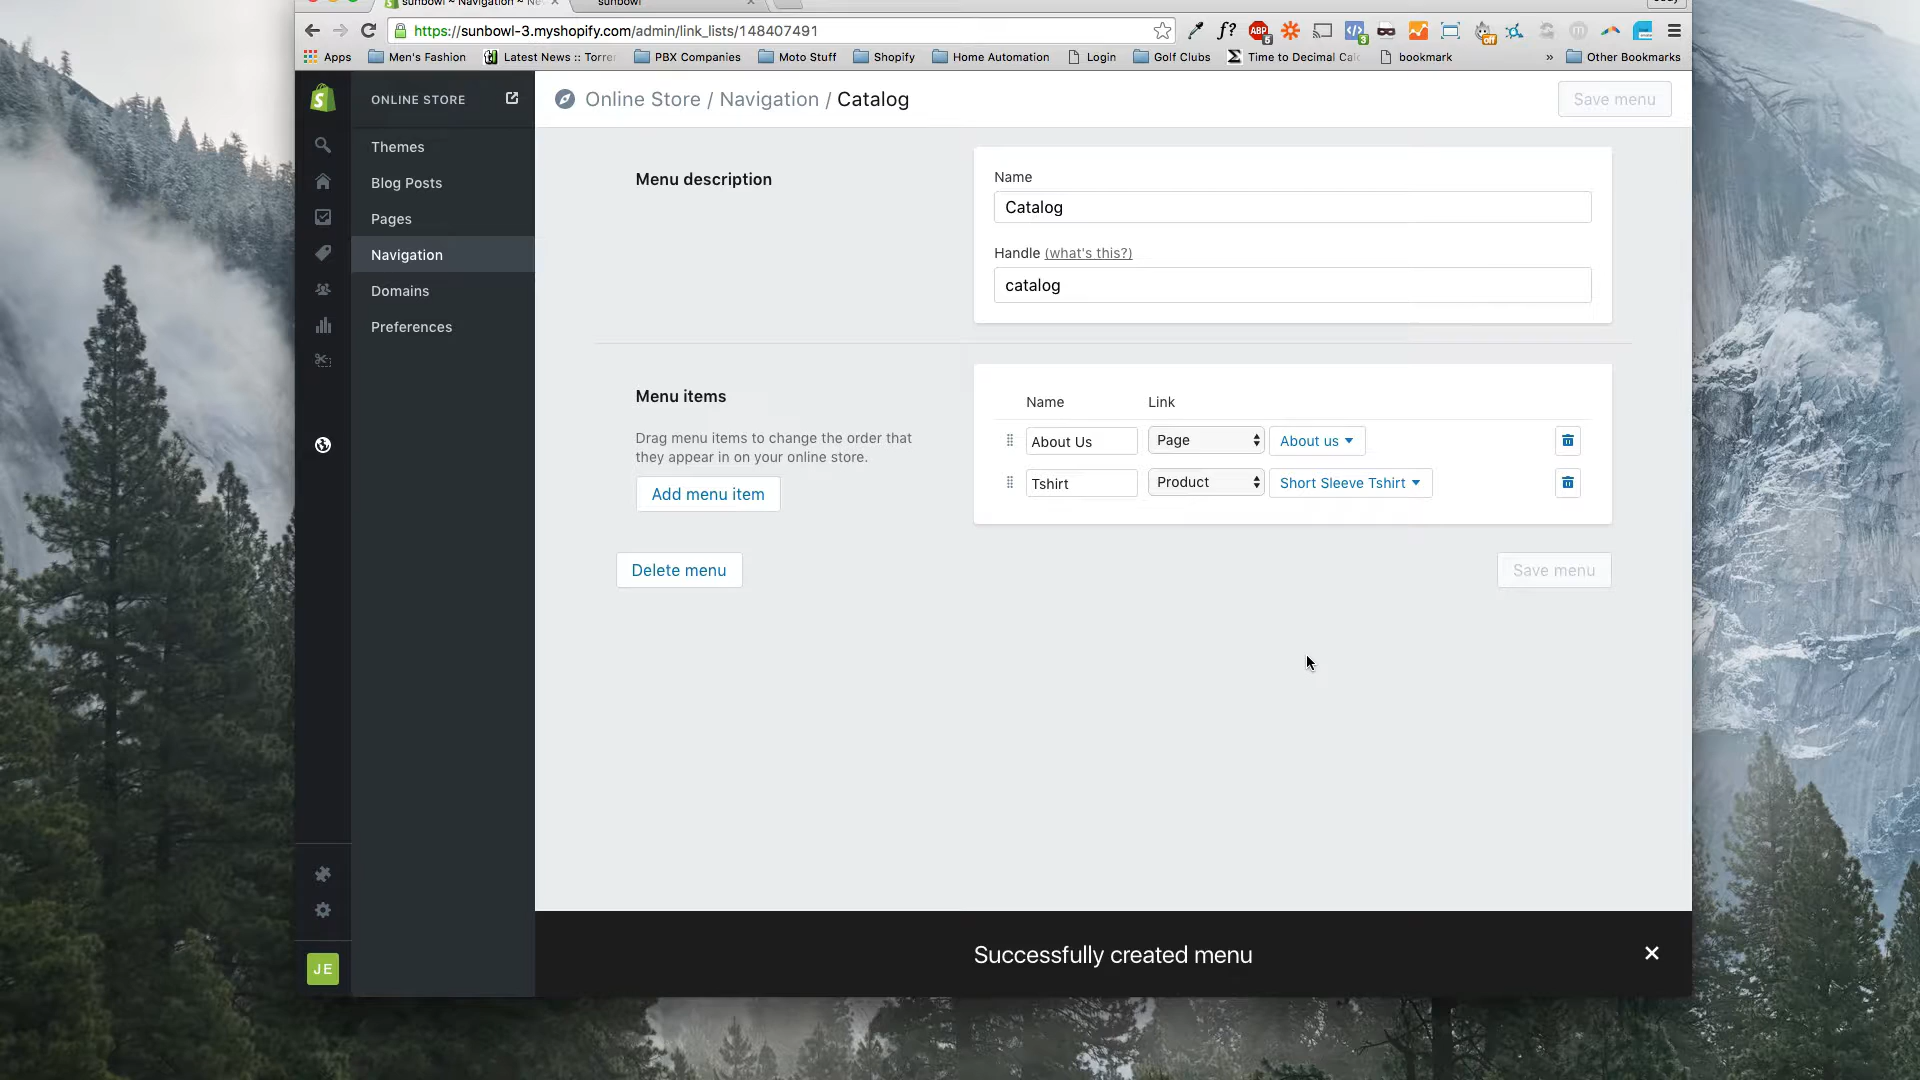 sunbowl ~ Navigation ~
sunbowl
https://sunbowl-3.myshopify.com/admin/link_lists/148407491
Apps
Men's Fashion
Latest News :: Torre
PBX Companies
Moto Stuff
Shopify
Home Automation
Login
Golf Clubs
Time to Decimal Calc
bookmark
»
Other Bookmarks
ONLINE STORE
Online Store / Navigation / Catalog
Save menu
Themes
Blog Posts
Pages
Navigation
Domains
Preferences
Menu description
Name
Catalog
Handle (what's this?)
catalog
Menu items
Drag menu items to change the order that
they appear in on your online store.
Add menu item
Name Link
About Us Page About us
Tshirt Product Short Sleeve Tshirt
Delete menu
Save menu
JE
Successfully created menu